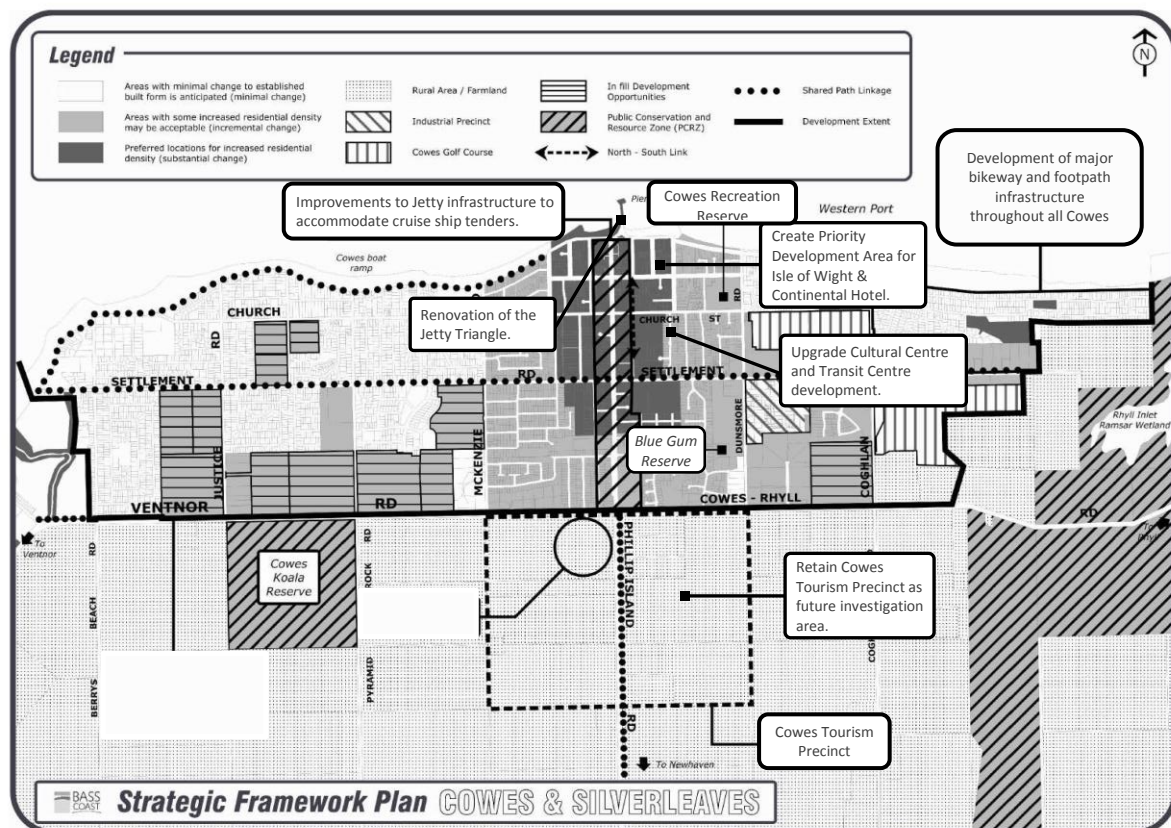 Legend
Areas with minimal change to established
built form is anticipated (minimal change)
Areas with some increased residential density
may be acceptable (incremental change)
Preferred locations for increased residential
density (substantial change)
Rural Area / Farmland
Industrial Precinct
Cowes Golf Course
In fill Development
Opportunities
Public Conservation and
Resource Zone (PCRZ)
North - South Link
Shared Path Linkage
Development Extent
N
Development of major
bikeway and footpath
infrastructure
throughout all Cowes
Improvements to Jetty infrastructure to
accommodate cruise ship tenders.
Cowes Recreation
Reserve
Western Port
Create Priority
Development Area for
Isle of Wight &
Continental Hotel.
Cowes boat
ramp
Renovation of the
Jetty Triangle.
CHURCH
RD
CHURCH
ST
RD
Upgrade Cultural Centre
and Transit Centre
development.
SETTLEMENT
RD
SETTLEMENT
Rhyll Inlet
Ramsar Wetland
Blue Gum
Reserve
DUNSMORE
JUSTICE
MCKENZIE
COGHLAN
VENTNOR
RD
COWES - RHYLL
RD
To
Ventnor
To
Cowes
Koala
Reserve
RD
BEACH
BERRYS
RD
ROCK
PYRAMID
PHILLIP ISLAND
RD
Retain Cowes
Tourism Precinct as
future investigation
area.
Cowes Tourism
Precinct
To Newhaven
BASS
COAST
Strategic Framework Plan COWES & SILVERLEAVES